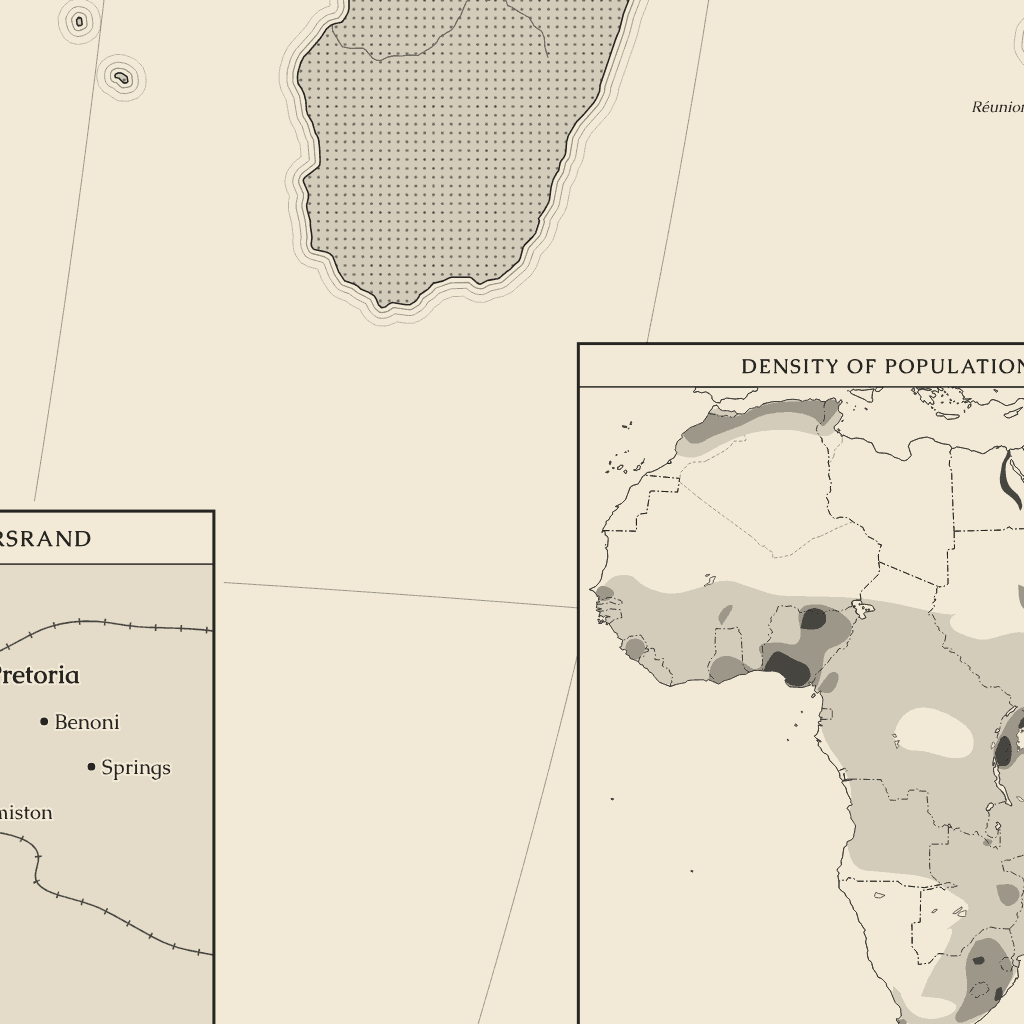 Réunion
DENSITY OF POPULATION
RSRAND
Pretoria
Benoni
Springs
miston